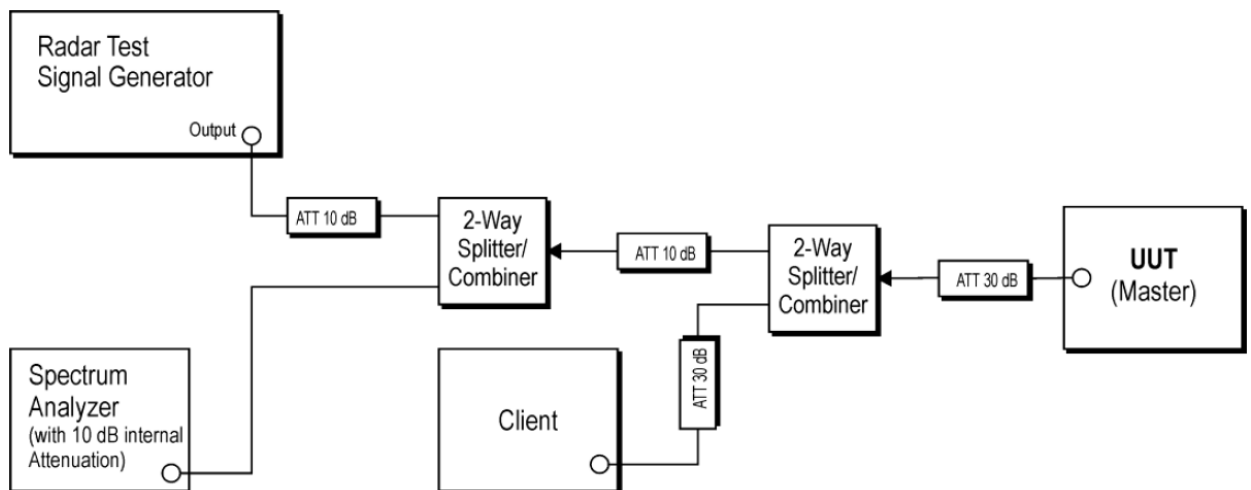 Radar Test
Signal Generator
Output
ATT 10 dB
2-Way
Splitter/
Combiner
ATT 10 dB
2-Way
Splitter/
Combiner
ATT 30 dB
UUT
(Master)
Spectrum
Analyzer
(with 10 dB internal
Attenuation)
Client
ATT 30 dB